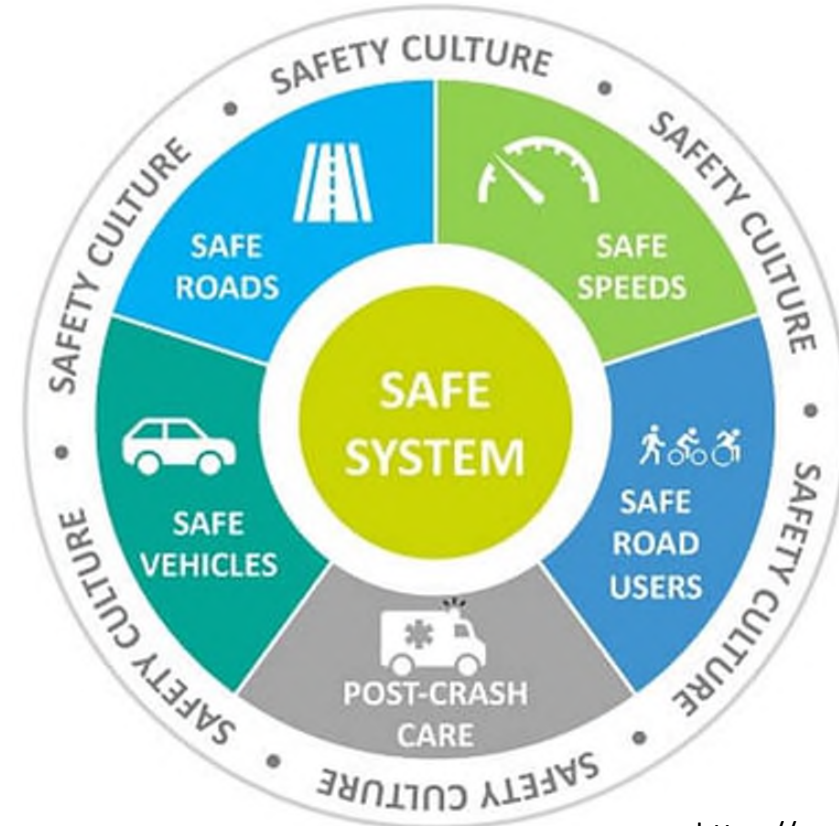 SAFETY CULTURE
SAFETY CULTURE
SAFETY CULTURE
SAFETY CULTURE
SAFETY CULTURE
SAFETY CULTURE
SAFE
ROADS
SAFE
SPEEDS
SAFE
SYSTEM
SAFE
VEHICLES
SAFE
ROAD
USERS
POST-CRASH
CARE